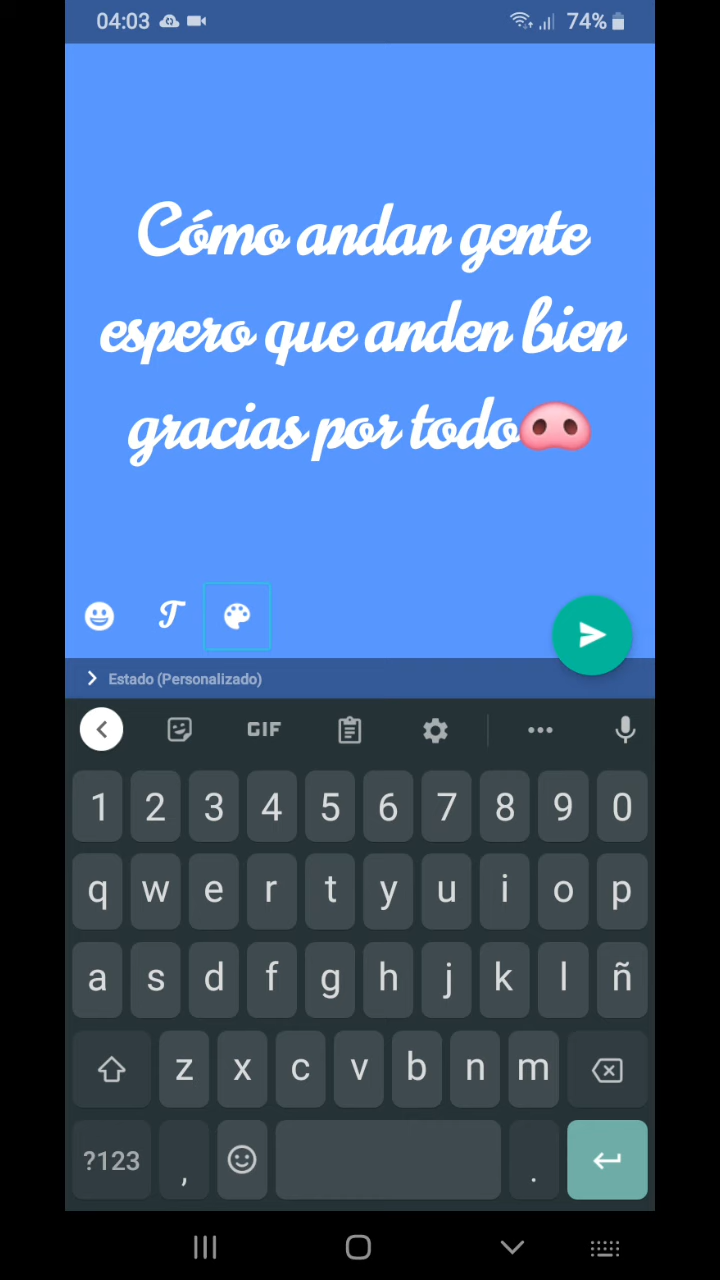 04:03 74%
Cómo andan gente
espero que anden bien
gracias por todo🐽
T
Estado (Personalizado)
GIF
1 2 3 4 5 6 7 8 9 0
q w e r t y u i o p
a s d f g h j k l ñ
z x c v b n m
?123 , .